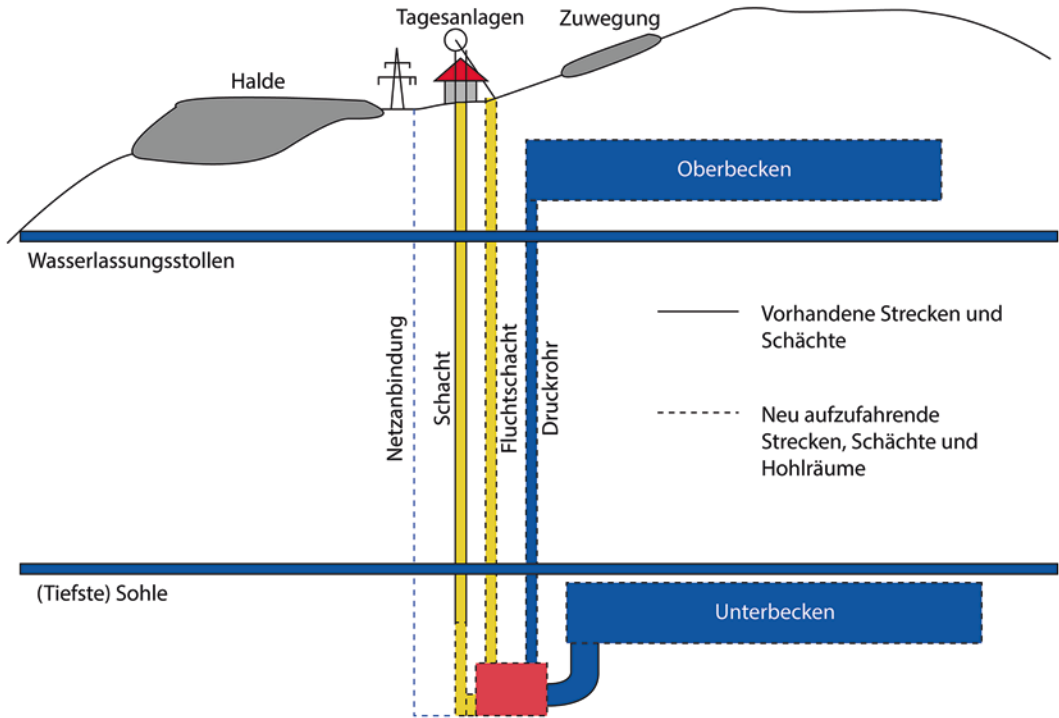 Tagesanlagen
Zuwegung
Halde
Oberbecken
Wasserlassungsstollen
Netzanbindung
Schacht
Fluchtschacht
Druckrohr
Vorhandene Strecken und
Schächte
Neu aufzufahrende
Strecken, Schächte und
Hohlräume
(Tiefste) Sohle
Unterbecken